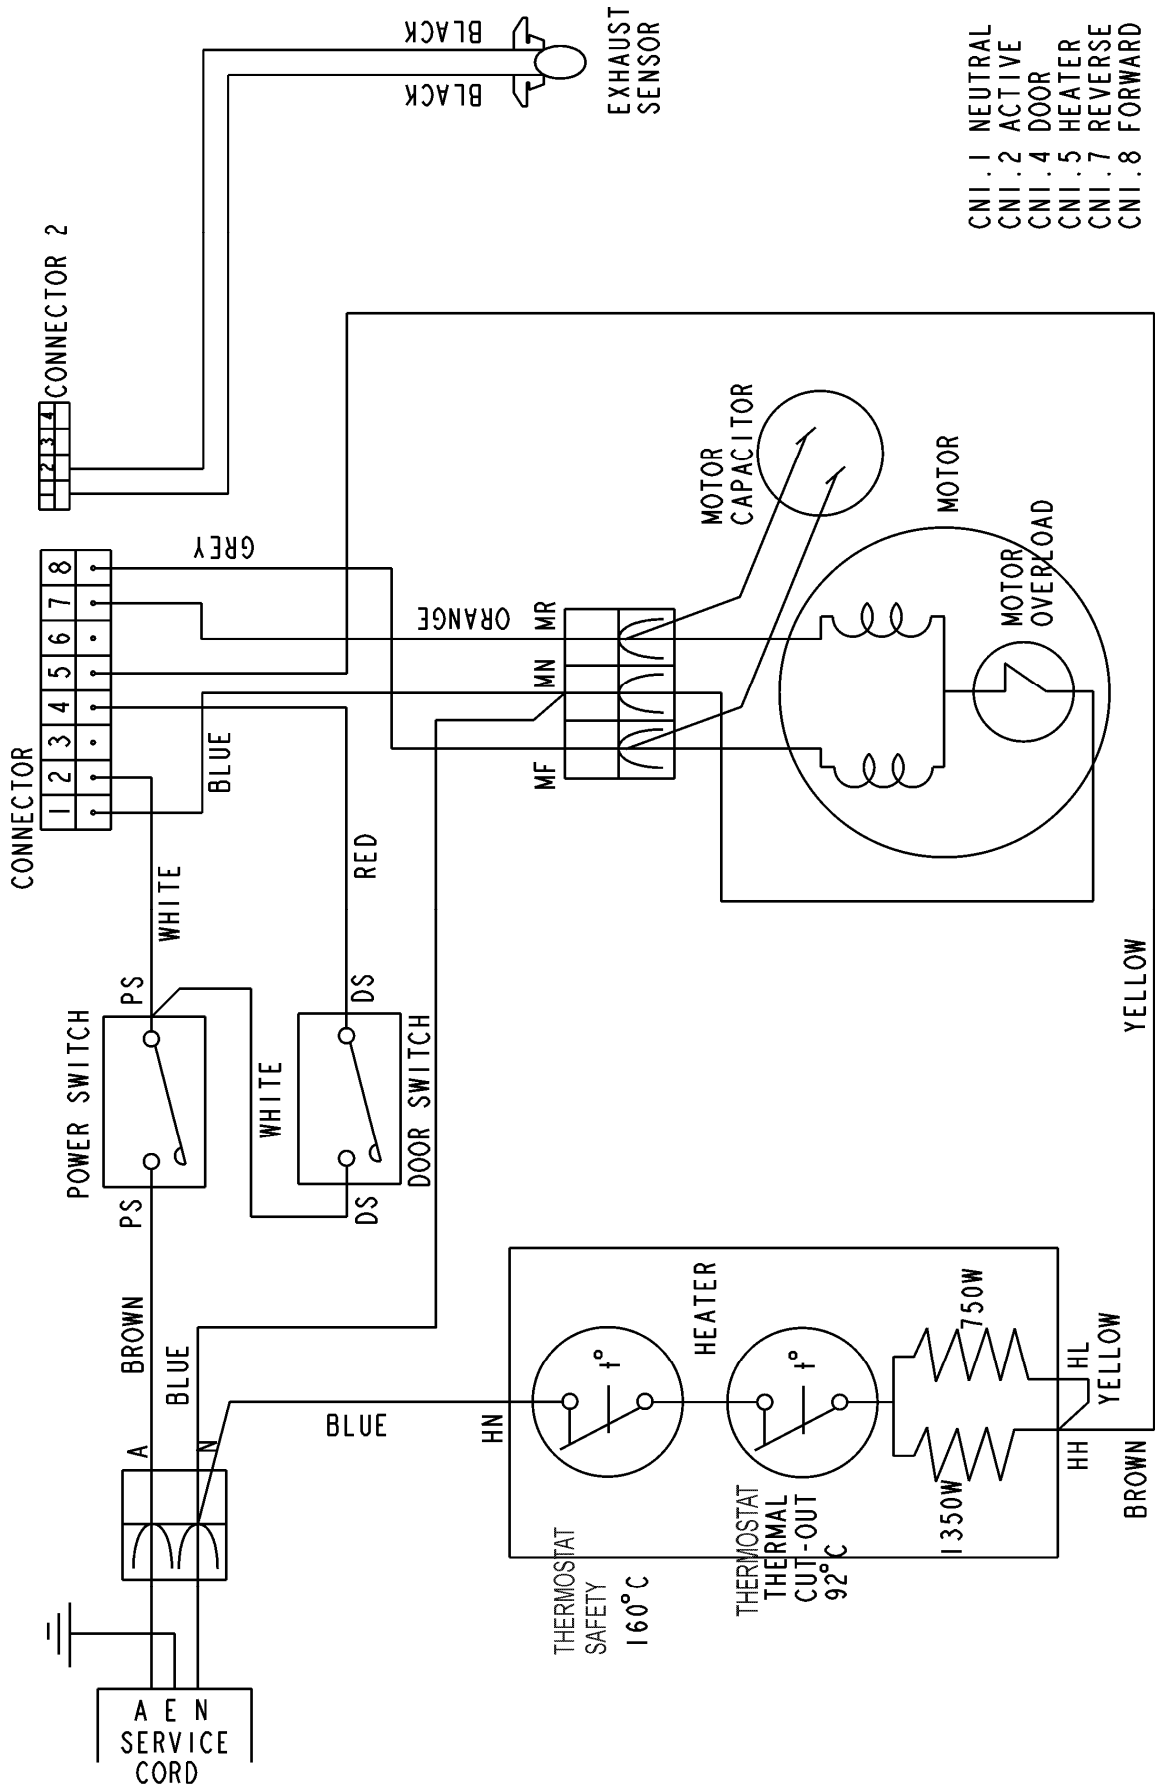 BLACK
BLACK
EXHAUST
SENSOR
CN1.1 NEUTRAL
CN1.2 ACTIVE
CN1.4 DOOR
CN1.5 HEATER
CN1.7 REVERSE
CN1.8 FORWARD
CONNECTOR 2
1 2 3 4
CONNECTOR
1 2 3 4 5 6 7 8
GREY
ORANGE
BLUE
WHITE
RED
MF
MN
MR
MOTOR
CAPACITOR
MOTOR
MOTOR
OVERLOAD
YELLOW
POWER SWITCH
PS
PS
WHITE
DS
DS
DOOR SWITCH
BROWN
BLUE
A
N
BLUE
HN
HEATER
t°
t°
THERMOSTAT
SAFETY
160°C
THERMOSTAT
THERMAL
CUT-OUT
92°C
1350W
750W
HH
HL
YELLOW
BROWN
A E N
SERVICE
CORD